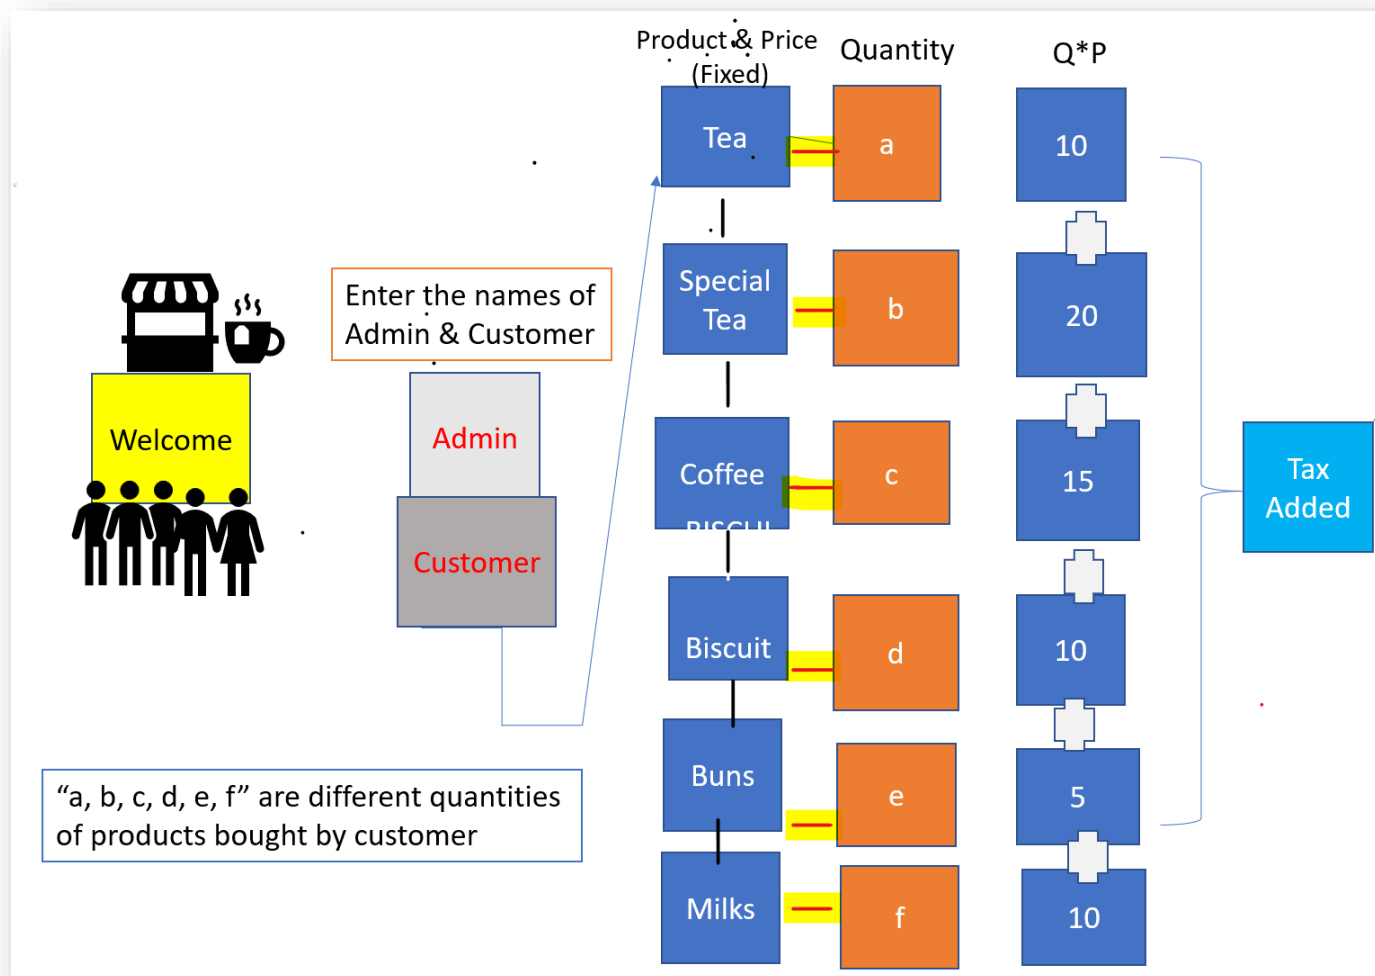 Product & Price
(Fixed)
Quantity
Q*P
Tea
a
10
Special
Tea
b
20
Enter the names of
Admin & Customer
Welcome
Admin
Customer
Coffee
c
15
Tax
Added
Biscuit
d
10
Buns
e
5
"a, b, c, d, e, f" are different quantities
of products bought by customer
Milks
f
10